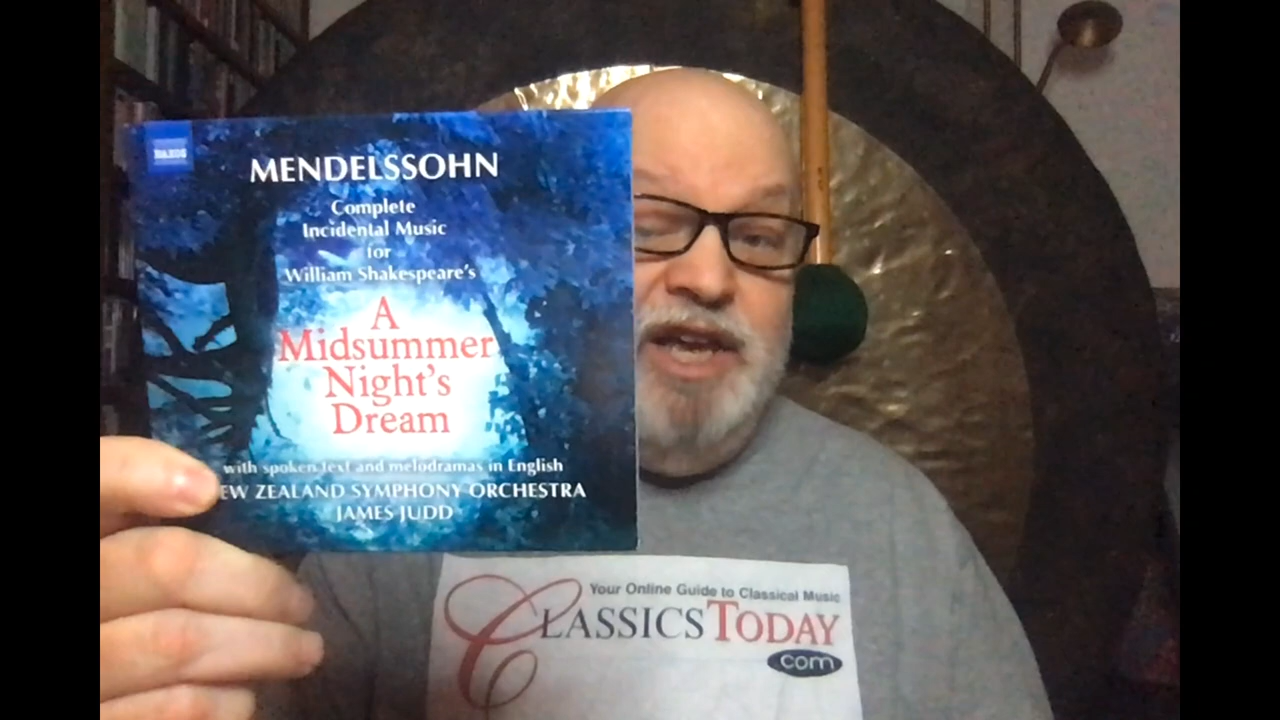 NAXOS
MENDELSSOHN
Complete
Incidental Music
for
William Shakespeare's
A
Midsummer
Night's
Dream
with spoken text and melodramas in English
EW ZEALAND SYMPHONY ORCHESTRA
JAMES JUDD
Your Online Guide to Classical Music
CLASSICSTODAY
com